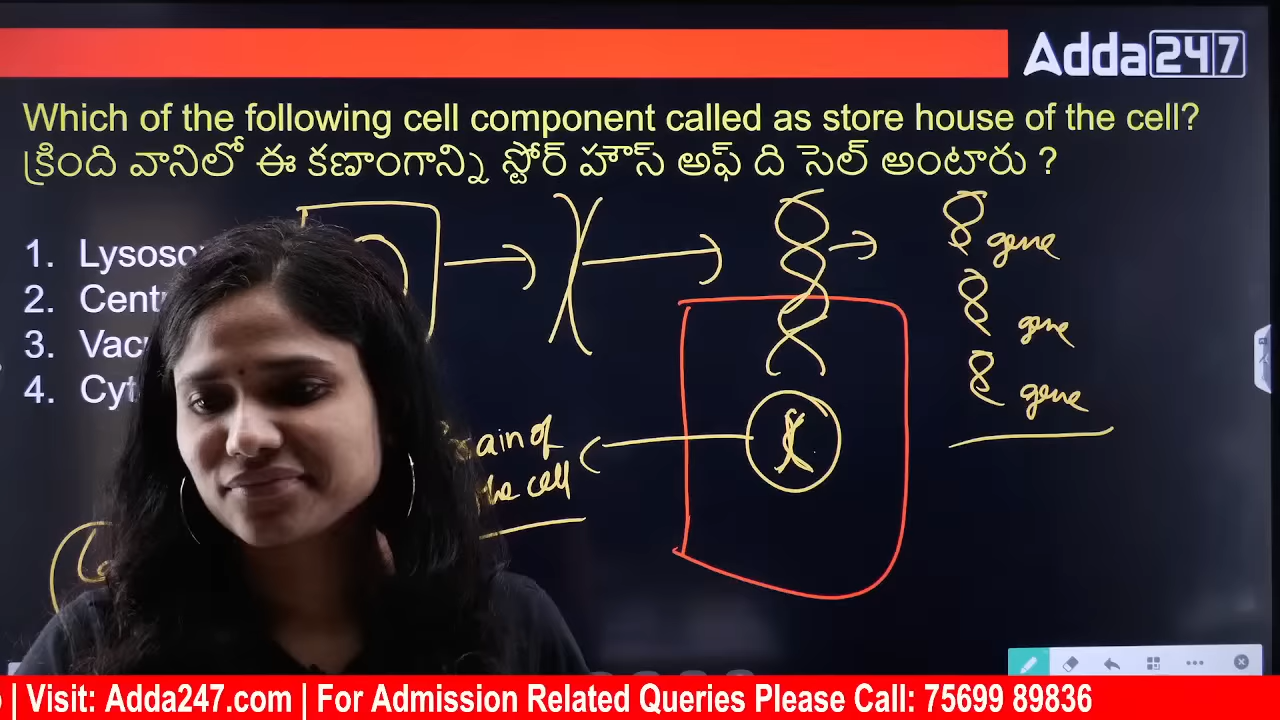 Adda247
Which of the following cell component called as store house of the cell?
క్రింది వానిలో ఈ కణాంగాన్ని స్టోర్ హౌస్ అఫ్ ది సెల్ అంటారు ?
1. Lysoso
2. Cent
3. Vac
4. Cyt
gene
gene
gene
ain of
the cell
| Visit: Adda247.com | For Admission Related Queries Please Call: 75699 89836